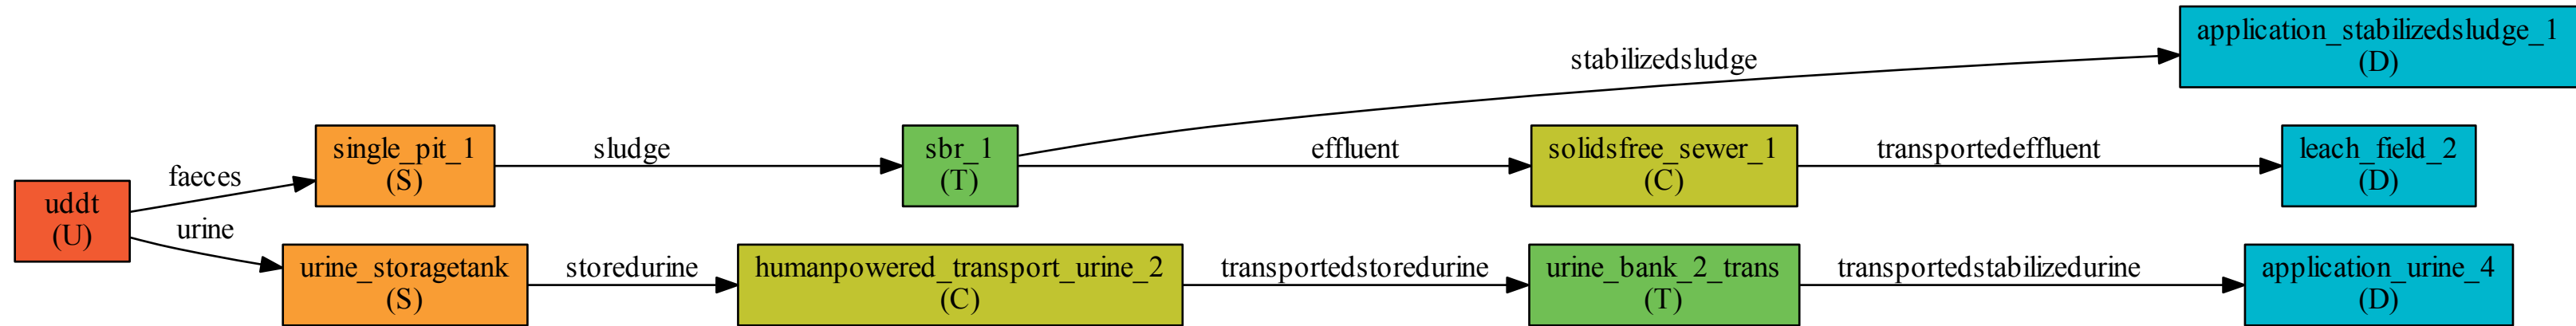 application_stabilizedsludge_1
(D)
stabilizedsludge
single_pit_1
(S)
sludge
sbr_1
(T)
effluent
solidsfree_sewer_1
(C)
transportedeffluent
leach_field_2
(D)
faeces
uddt
(U)
urine
urine_storagetank
(S)
storedurine
humanpowered_transport_urine_2
(C)
transportedstoredurine
urine_bank_2_trans
(T)
transportedstabilizedurine
application_urine_4
(D)